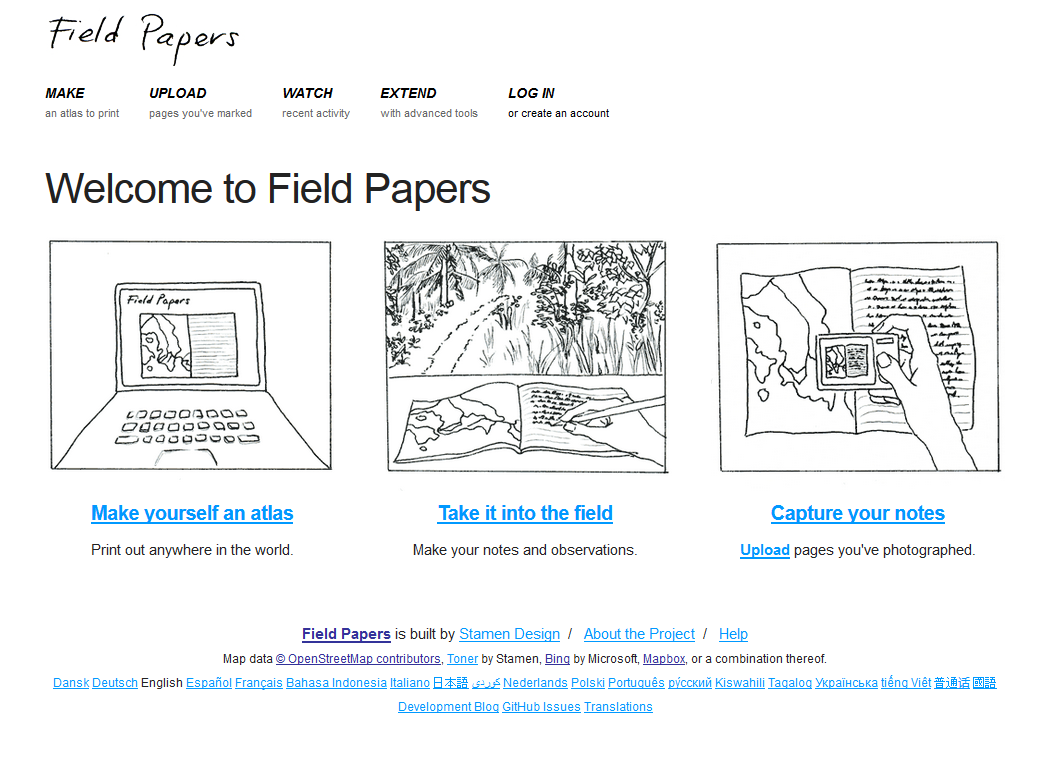 Field Papers
MAKE
an atlas to print
UPLOAD
pages you've marked
WATCH
recent activity
EXTEND
with advanced tools
LOG IN
or create an account
Welcome to Field Papers
Field Papers
Make yourself an atlas
Print out anywhere in the world.
Take it into the field
Make your notes and observations.
Capture your notes
Upload pages you've photographed.
Field Papers is built by Stamen Design / About the Project / Help
Map data © OpenStreetMap contributors, Toner by Stamen, Bing by Microsoft, Mapbox, or a combination thereof.
Dansk Deutsch English Español Français Bahasa Indonesia Italiano 日本語 كوردی Nederlands Polski Português ру́сский Kiswahili Tagalog Українська tiếng Việt 普通话 國語
Development Blog GitHub Issues Translations